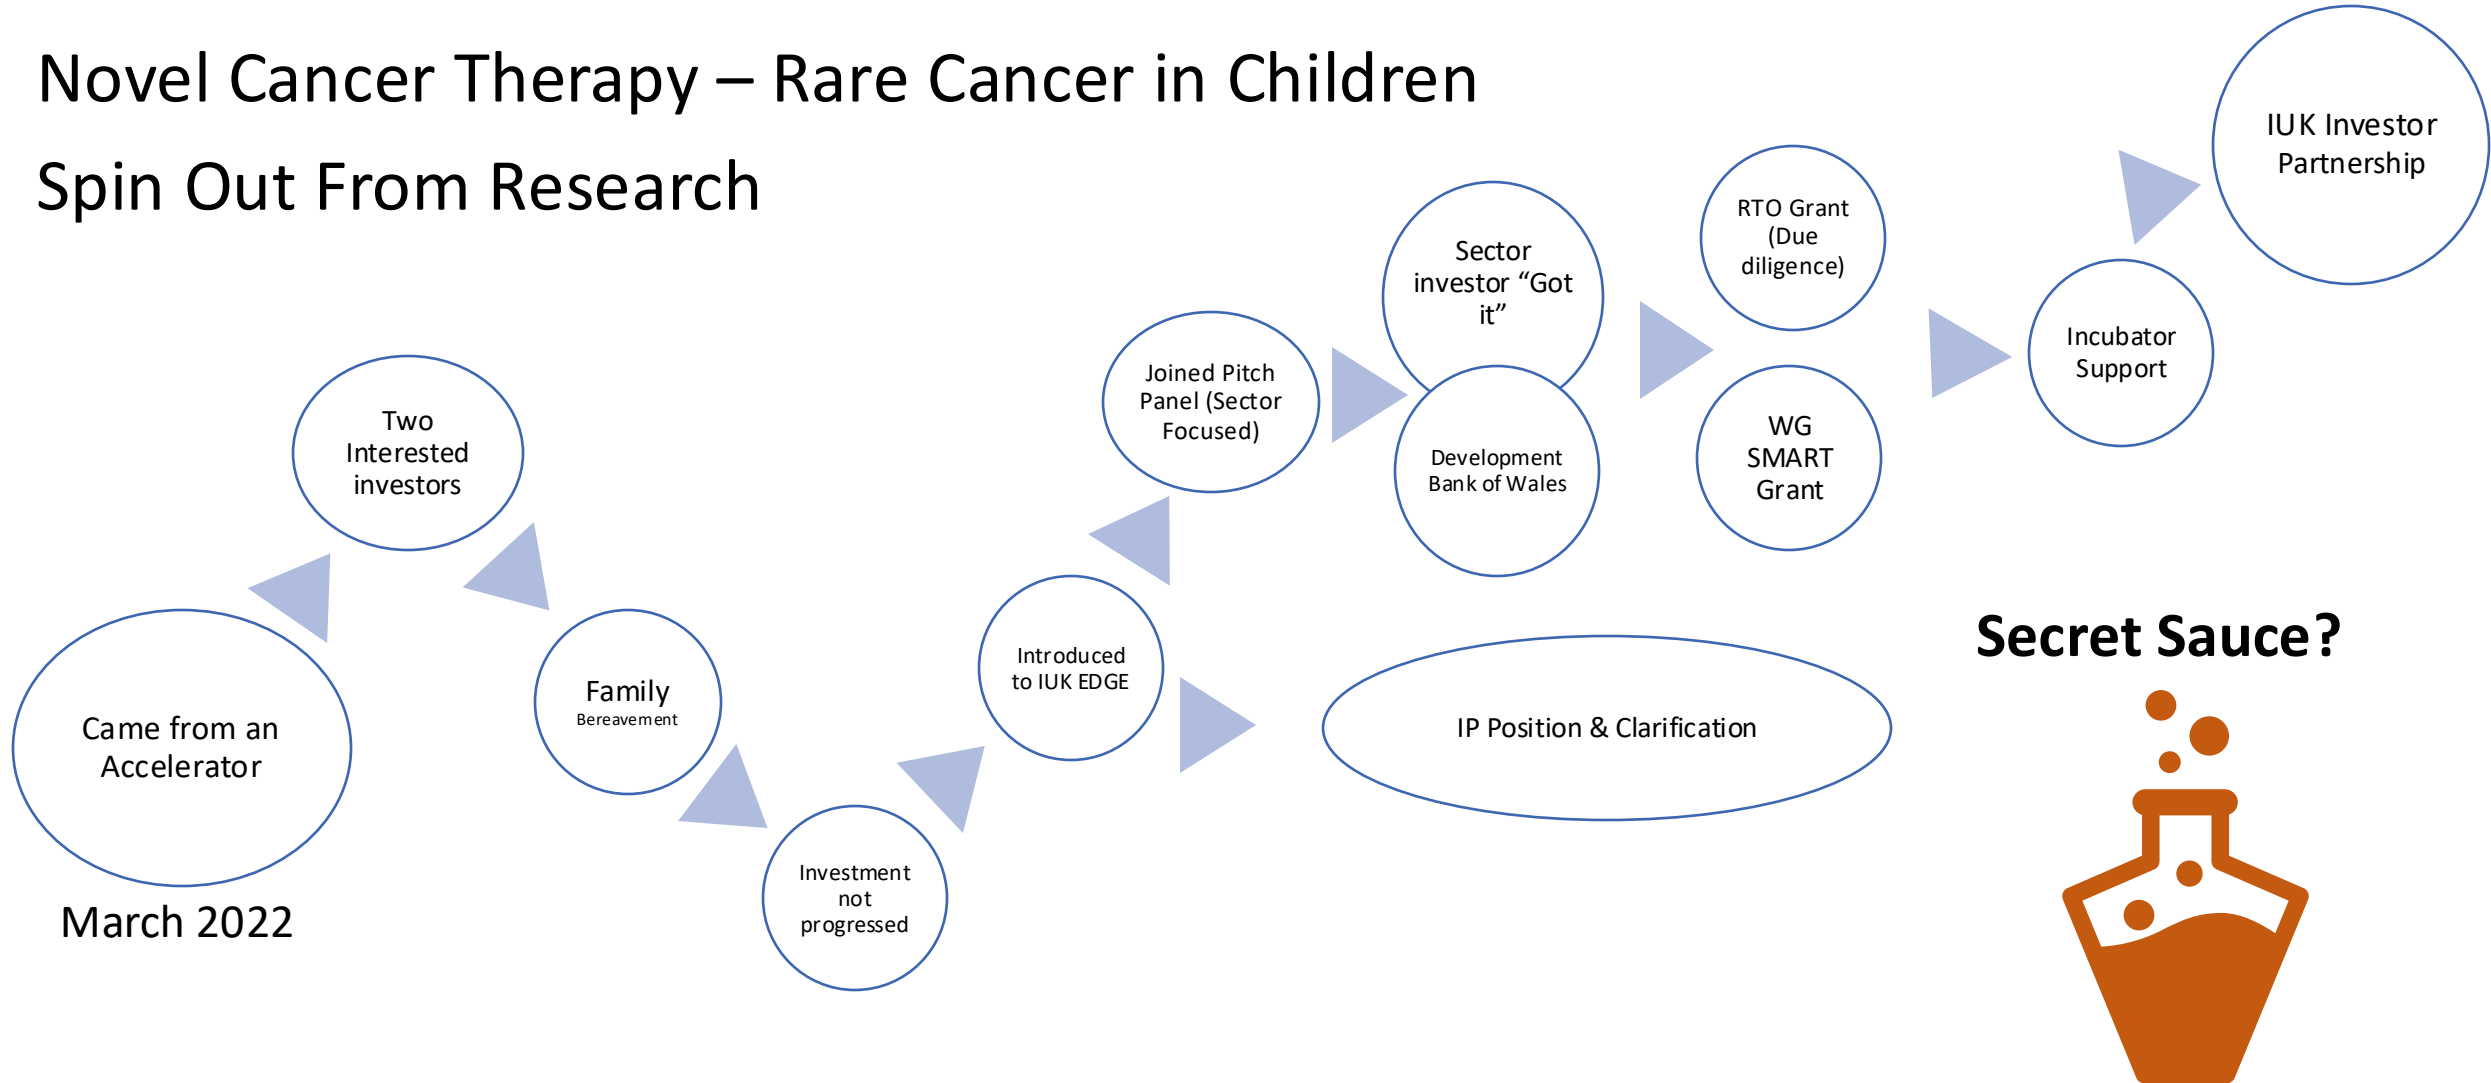 Novel Cancer Therapy – Rare Cancer in Children
Spin Out From Research
Came from an
Accelerator
March 2022
Two
Interested
investors
Family
Bereavement
Investment
not
progressed
Introduced
to IUK EDGE
Joined Pitch
Panel (Sector
Focused)
IP Position & Clarification
Sector
investor “Got
it”
Development
Bank of Wales
RTO Grant
(Due
diligence)
WG
SMART
Grant
Incubator
Support
IUK Investor
Partnership
Secret Sauce?